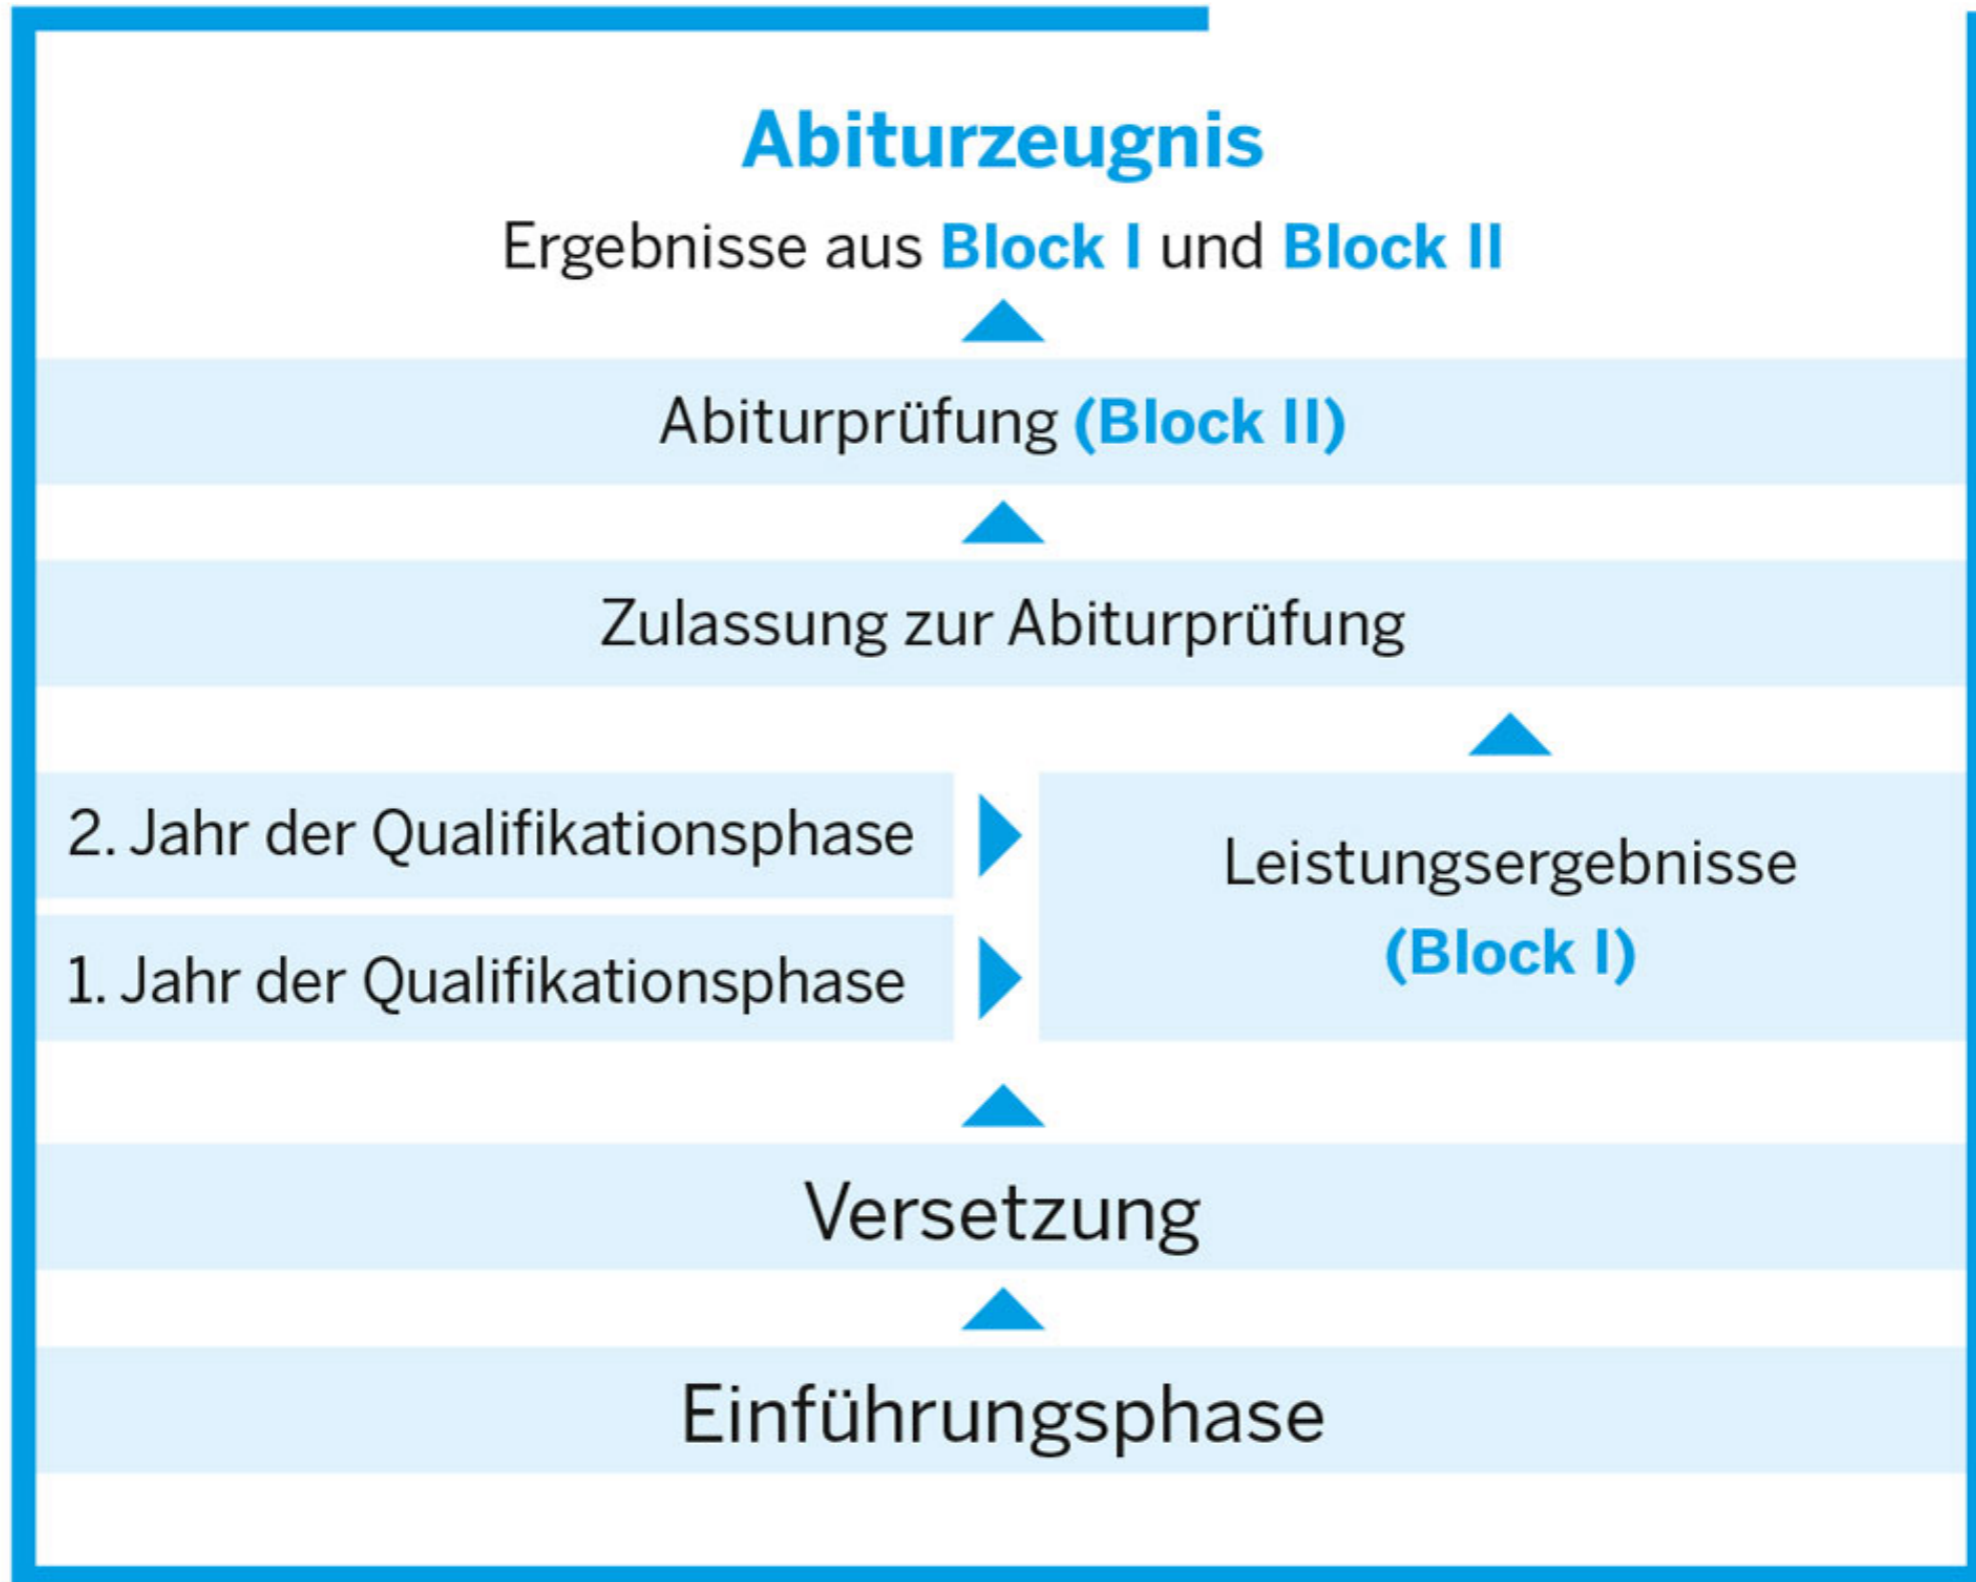 Abiturzeugnis
Ergebnisse aus Block I und Block II
Abiturprüfung (Block II)
Zulassung zur Abiturprüfung
2. Jahr der Qualifikationsphase
1. Jahr der Qualifikationsphase
Leistungsergebnisse
(Block I)
Versetzung
Einführungsphase